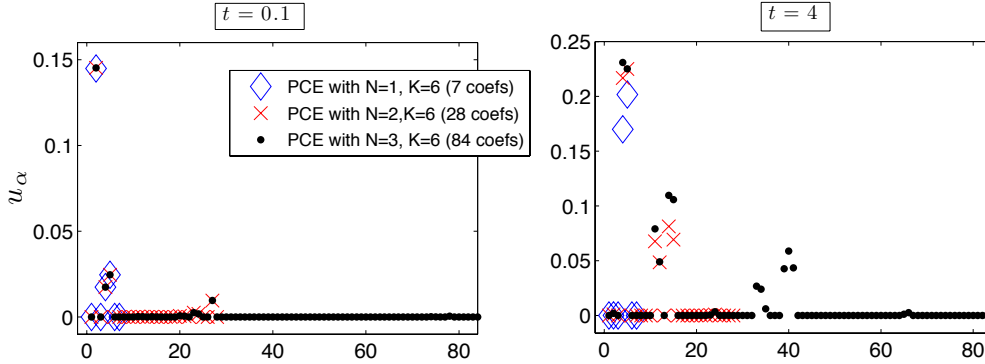 t = 0.1
t = 4
0.15
0.1
0.05
0
u_α
PCE with N=1, K=6 (7 coefs)
PCE with N=2,K=6 (28 coefs)
PCE with N=3, K=6 (84 coefs)
0 20 40 60 80
0.25
0.2
0.15
0.1
0.05
0
0 20 40 60 80